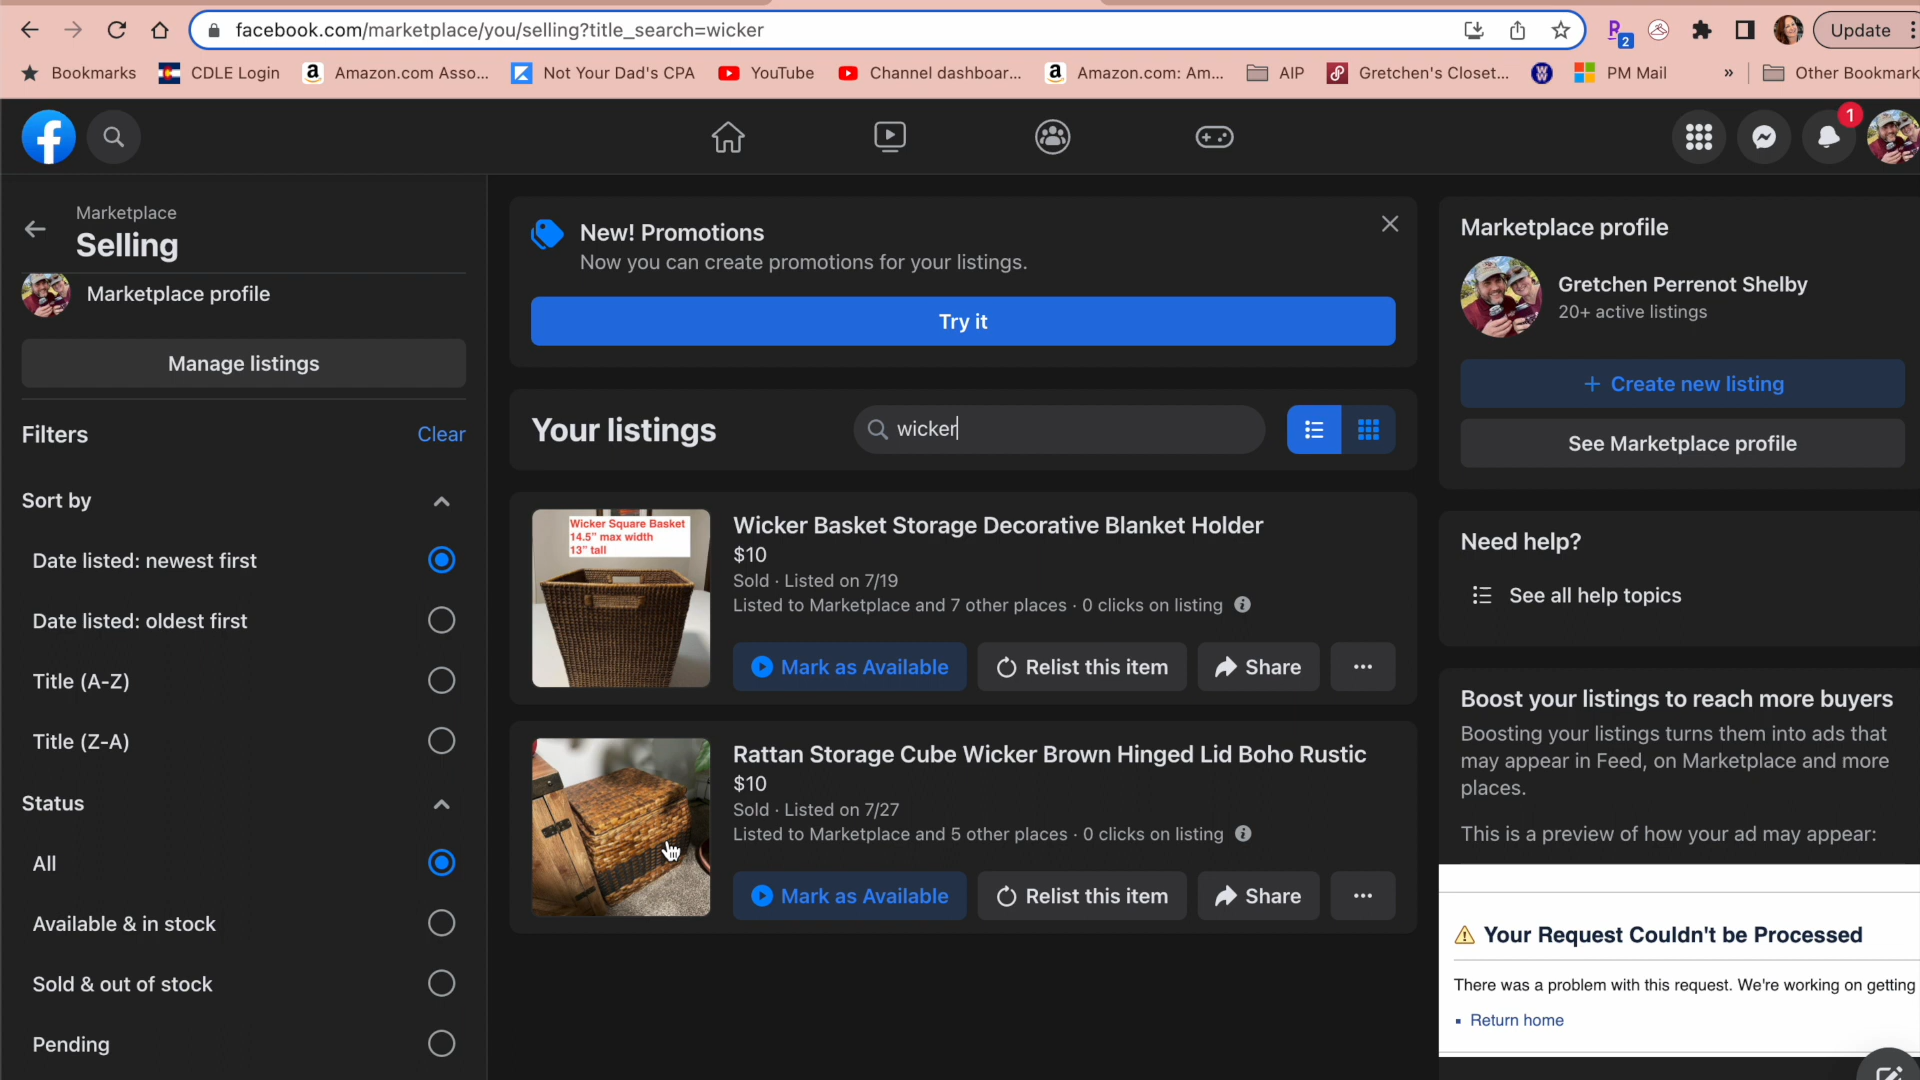 facebook.com/marketplace/you/selling?title_search=wicker
2
Update
Bookmarks
CDLE Login
Amazon.com Asso...
Not Your Dad's CPA
YouTube
Channel dashboar...
Amazon.com: Am...
AIP
Gretchen's Closet...
PM Mail
»
Other Bookmark
1
Marketplace
Selling
Marketplace profile
Manage listings
Filters
Clear
Sort by
Date listed: newest first
Date listed: oldest first
Title (A-Z)
Title (Z-A)
Status
All
Available & in stock
Sold & out of stock
Pending
New! Promotions
Now you can create promotions for your listings.
Try it
Your listings
wicker
Wicker Square Basket
14.5" max width
13" tall
Wicker Basket Storage Decorative Blanket Holder
$10
Sold · Listed on 7/19
Listed to Marketplace and 7 other places · 0 clicks on listing
Mark as Available
Relist this item
Share
Rattan Storage Cube Wicker Brown Hinged Lid Boho Rustic
$10
Sold · Listed on 7/27
Listed to Marketplace and 5 other places · 0 clicks on listing
Mark as Available
Relist this item
Share
Marketplace profile
Gretchen Perrenot Shelby
20+ active listings
+ Create new listing
See Marketplace profile
Need help?
See all help topics
Boost your listings to reach more buyers
Boosting your listings turns them into ads that
may appear in Feed, on Marketplace and more
places.
This is a preview of how your ad may appear:
Your Request Couldn't be Processed
There was a problem with this request. We're working on getting
Return home